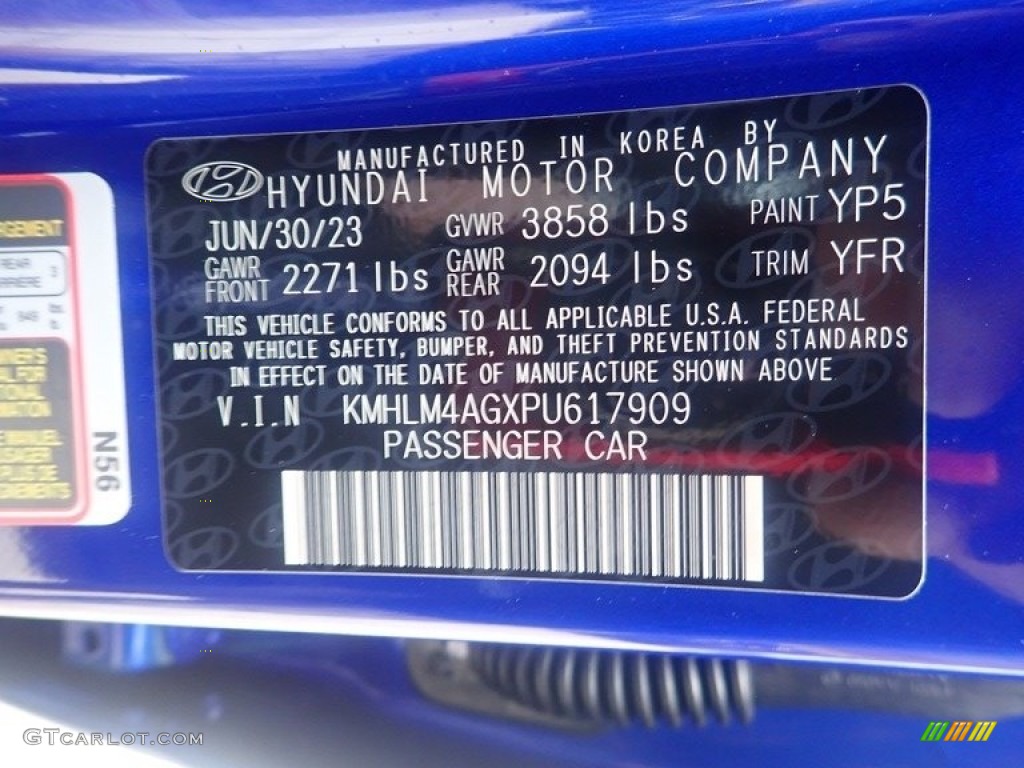 MANUFACTURED IN KOREA BY
HYUNDAI MOTOR COMPANY
JUN/30/23 GVWR 3858 lbs PAINT YP5
GAWR FRONT 2271 lbs GAWR REAR 2094 lbs TRIM YFR
THIS VEHICLE CONFORMS TO ALL APPLICABLE U.S.A. FEDERAL
MOTOR VEHICLE SAFETY, BUMPER, AND THEFT PREVENTION STANDARDS
IN EFFECT ON THE DATE OF MANUFACTURE SHOWN ABOVE
V.I.N KMHLM4AGXPU617909
PASSENGER CAR
REAR 3
N56
GTCARLOT.COM